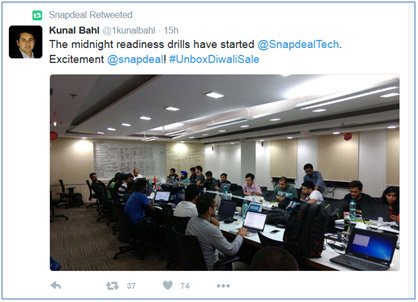 Snapdeal Retweeted
Kunal Bahl @1kunalbahl · 15h
The midnight readiness drills have started @SnapdealTech.
Excitement @snapdeal! #UnboxDiwaliSale
37 74